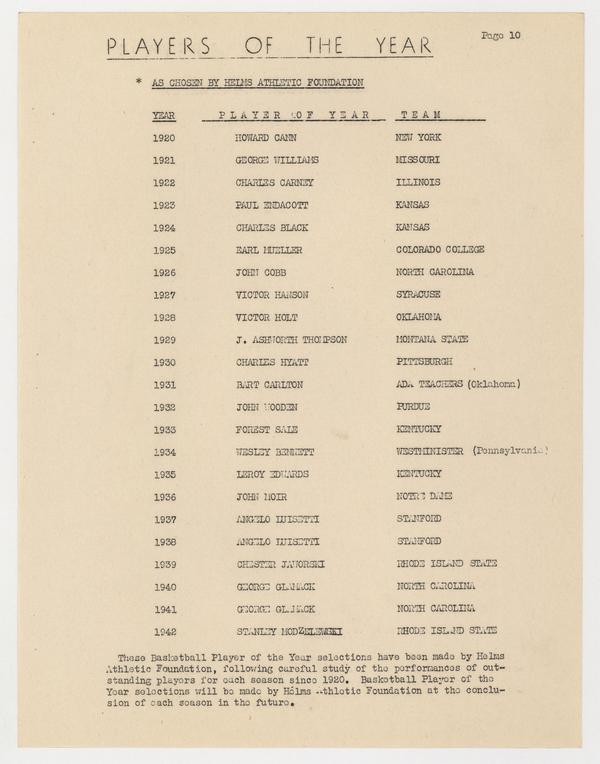 Page 10
PLAYERS OF THE YEAR
* AS CHOSEN BY HELMS ATHLETIC FOUNDATION
YEAR PLAYER OF YEAR TEAM
1920 HOWARD CANN NEW YORK
1921 GEORGE WILLIAMS MISSOURI
1922 CHARLES CARNEY ILLINOIS
1923 PAUL ENDACOTT KANSAS
1924 CHARLES BLACK KANSAS
1925 EARL MUELLER COLORADO COLLEGE
1926 JOHN COBB NORTH CAROLINA
1927 VICTOR HANSON SYRACUSE
1928 VICTOR HOLT OKLAHOMA
1929 J. ASHWORTH THOMPSON MONTANA STATE
1930 CHARLES HYATT PITTSBURGH
1931 BART CARLTON ADA TEACHERS (Oklahoma)
1932 JOHN WOODEN PURDUE
1933 FOREST SALE KENTUCKY
1934 WESLEY BENNETT WESTMINISTER (Pennsylvania)
1935 LEROY EDWARDS KENTUCKY
1936 JOHN MOIR NOTRE DAME
1937 ANGELO LUISETTI STANFORD
1938 ANGELO LUISETTI STANFORD
1939 CHESTER JAWORSKI RHODE ISLAND STATE
1940 GEORGE GLAMACK NORTH CAROLINA
1941 GEORGE GLAMACK NORTH CAROLINA
1942 STANLEY MODZELEWSKI RHODE ISLAND STATE
These Basketball Player of the Year selections have been made by Helms
Athletic Foundation, following careful study of the performances of out-
standing players for each season since 1920. Basketball Player of the
Year selections will be made by Helms Athletic Foundation at the conclu-
sion of each season in the future.